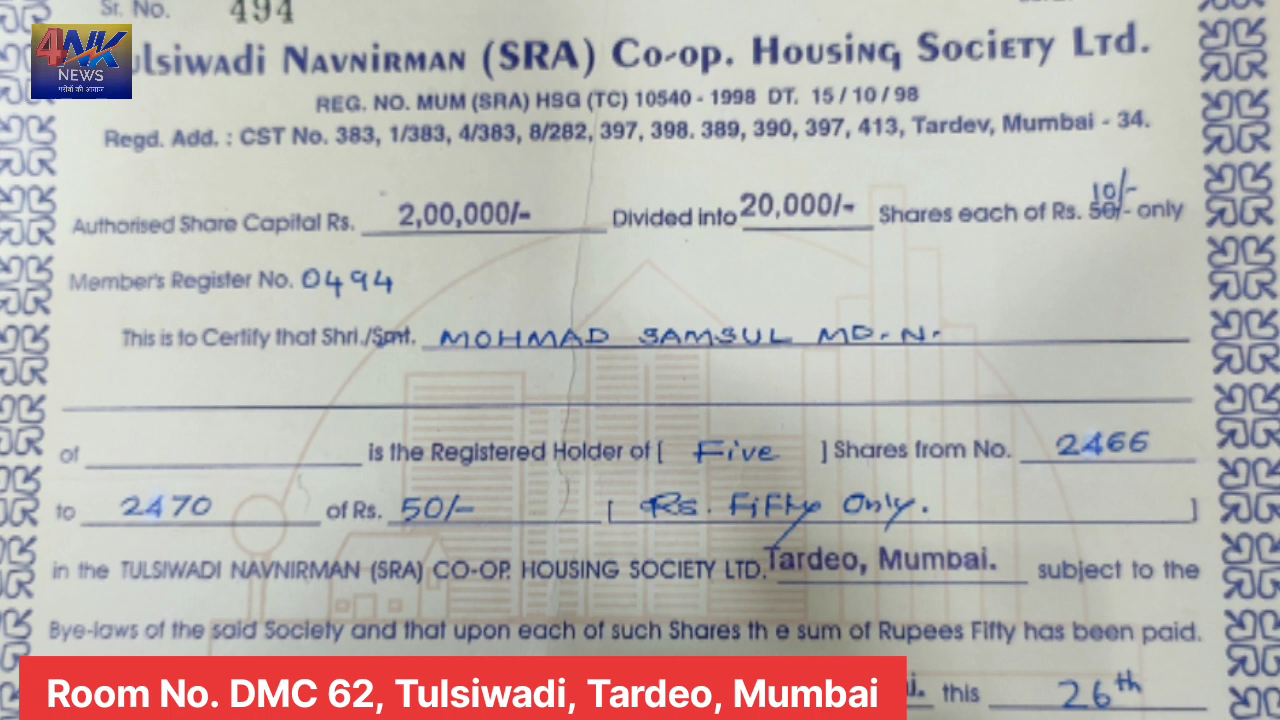 Sr. No. 494
4NK
NEWS
गरीबों की आवाज
ulsiwadi Navnirman (SRA) Co-op. Housing Society Ltd.
REG. NO. MUM (SRA) HSG (TC) 10540 - 1998 DT. 15 / 10 / 98
Regd. Add. : CST No. 383, 1/383, 4/383, 8/282, 397, 398. 389, 390, 397, 413, Tardev, Mumbai - 34.
10/-
Authorised Share Capital Rs. 2,00,000/- Divided into 20,000/- Shares each of Rs. 50/- only
Member's Register No. 0494
This is to Certify that Shri./Smt. MOHMAD SAMSUL MD. N.
of is the Registered Holder of [ Five ] Shares from No. 2466
to 2470 of Rs. 50/- [ Rs. Fifty Only. ]
in the TULSIWADI NAVNIRMAN (SRA) CO-OP. HOUSING SOCIETY LTD. Tardeo, Mumbai. subject to the
Bye-laws of the said Society and that upon each of such Shares th e sum of Rupees Fifty has been paid.
this 26th
Room No. DMC 62, Tulsiwadi, Tardeo, Mumbai